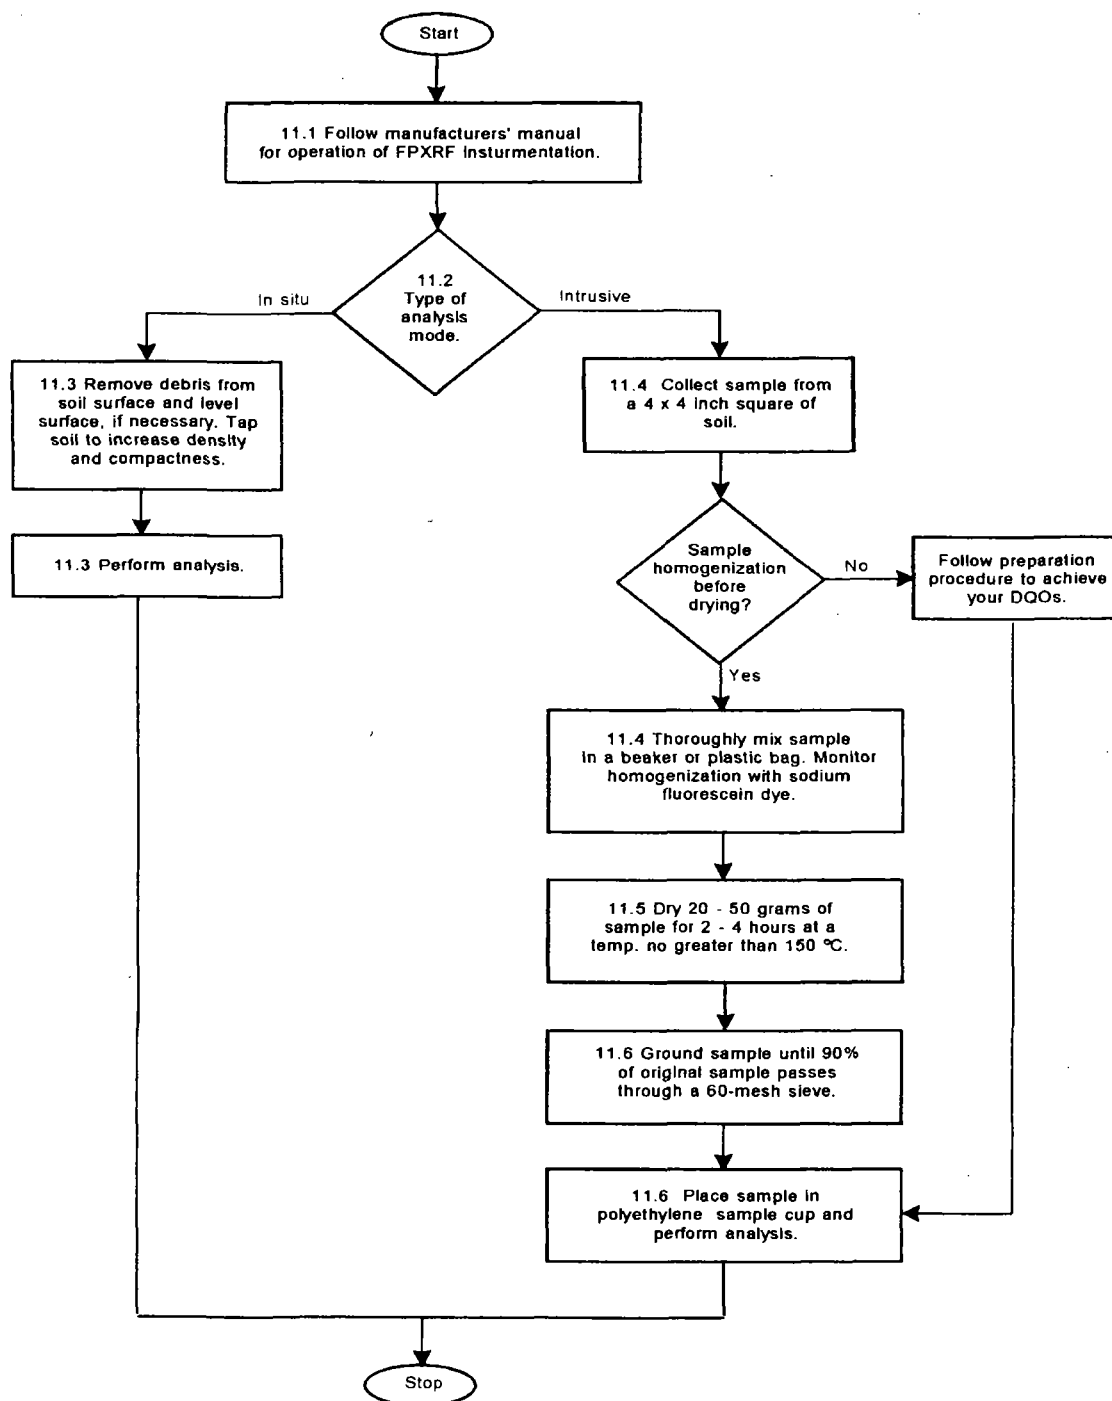 Start
11.1 Follow manufacturers' manual
for operation of FPXRF Insturmentation.
11.2
Type of
analysis
mode.
In situ
Intrusive
11.3 Remove debris from
soil surface and level
surface, if necessary. Tap
soil to increase density
and compactness.
11.3 Perform analysis.
11.4 Collect sample from
a 4 x 4 inch square of
soil.
Sample
homogenization
before
drying?
No
Follow preparation
procedure to achieve
your DQOs.
Yes
11.4 Thoroughly mix sample
in a beaker or plastic bag. Monitor
homogenization with sodium
fluorescein dye.
11.5 Dry 20 - 50 grams of
sample for 2 - 4 hours at a
temp. no greater than 150 °C.
11.6 Ground sample until 90%
of original sample passes
through a 60-mesh sieve.
11.6 Place sample in
polyethylene sample cup and
perform analysis.
Stop